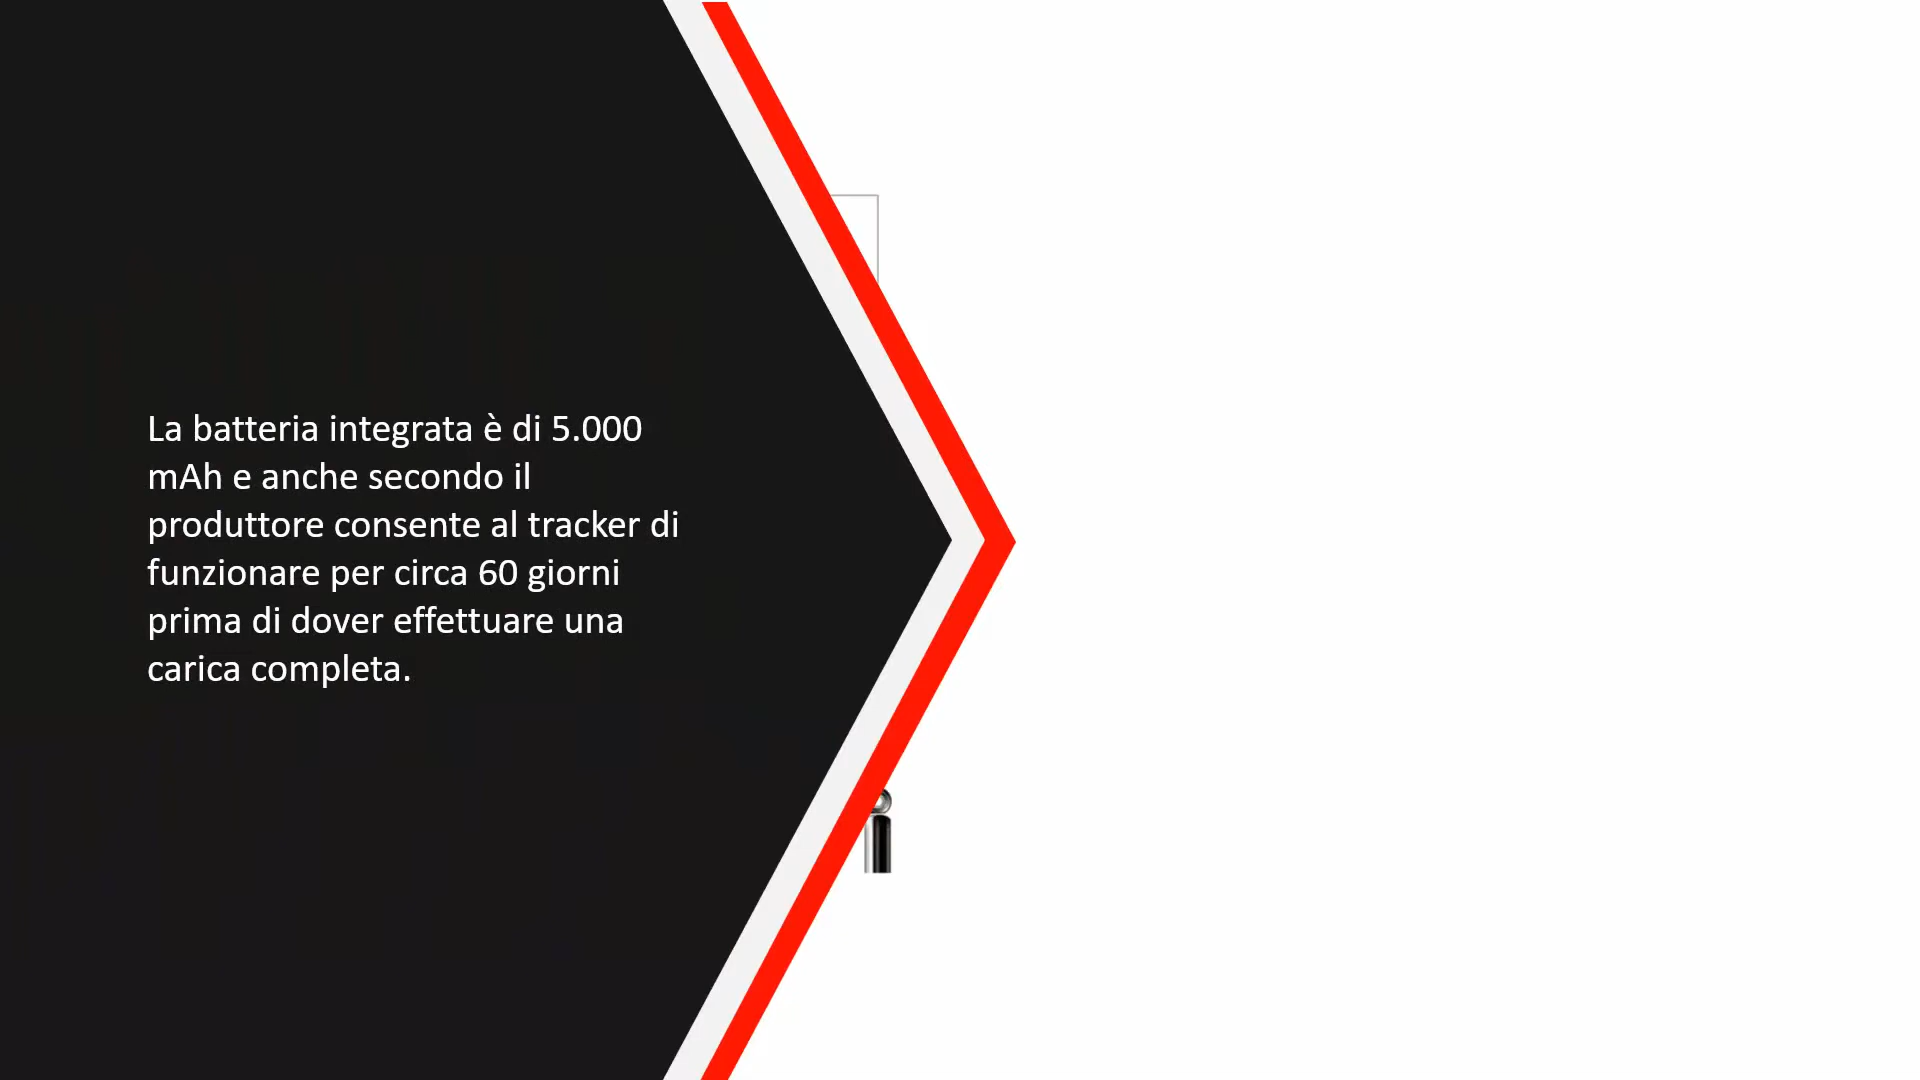 La batteria integrata è di 5.000
mAh e anche secondo il
produttore consente al tracker di
funzionare per circa 60 giorni
prima di dover effettuare una
carica completa.